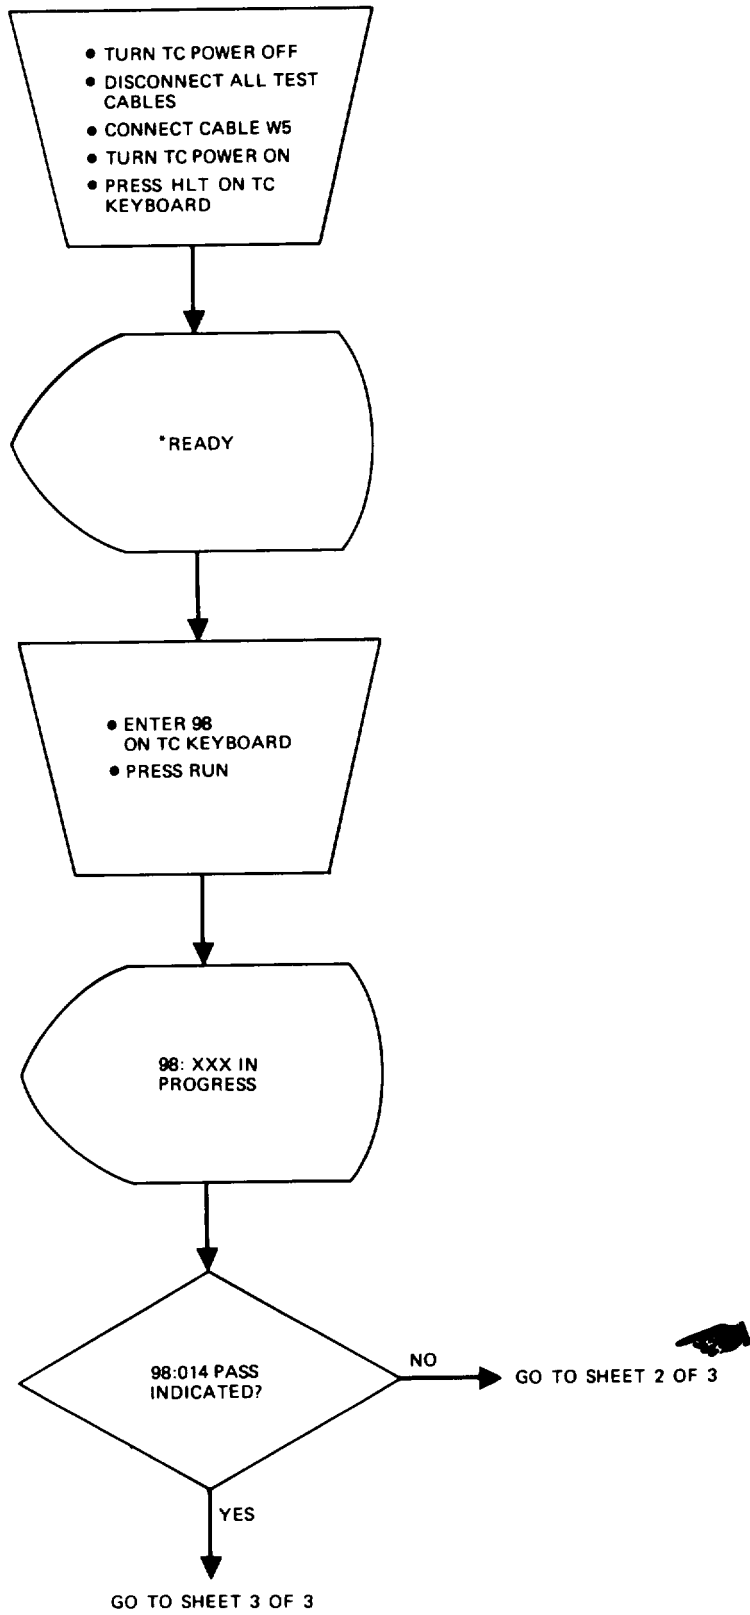 ● TURN TC POWER OFF
● DISCONNECT ALL TEST
CABLES
● CONNECT CABLE W5
● TURN TC POWER ON
● PRESS HLT ON TC
KEYBOARD
*READY
● ENTER 98
ON TC KEYBOARD
● PRESS RUN
98: XXX IN
PROGRESS
98:014 PASS
INDICATED?
NO
GO TO SHEET 2 OF 3
YES
GO TO SHEET 3 OF 3